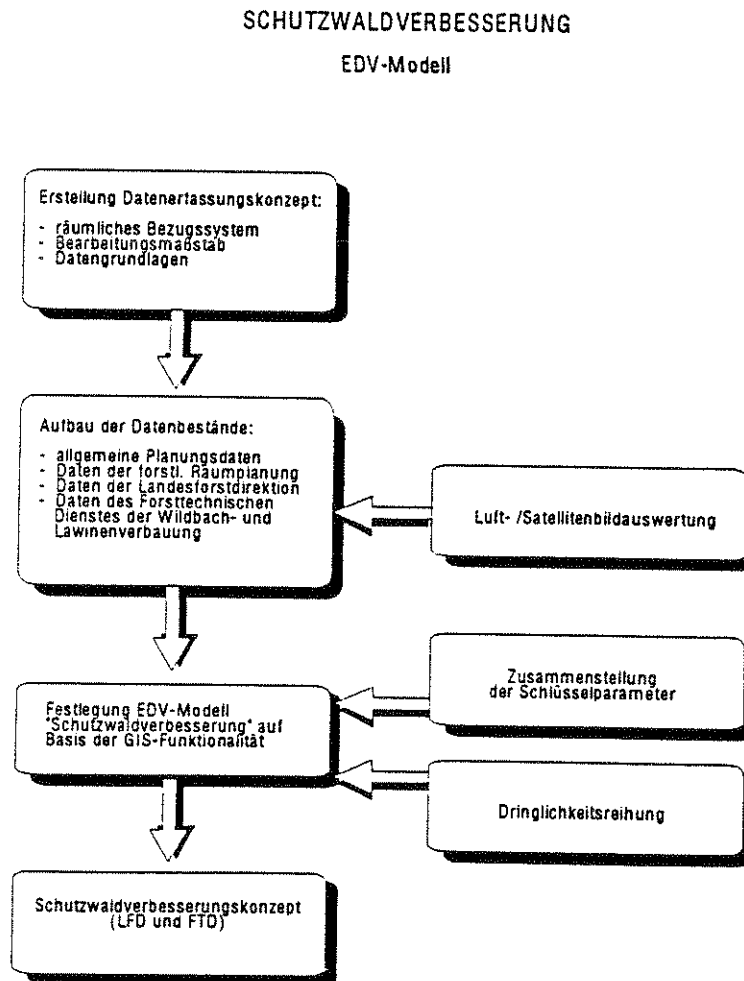 SCHUTZWALDVERBESSERUNG
EDV-Modell
Erstellung Datenerfassungskonzept:
- räumliches Bezugssystem
- Bearbeitungsmaßstab
- Datengrundlagen
Aufbau der Datenbestände:
- allgemeine Planungsdaten
- Daten der forstl. Raumplanung
- Daten der Landesforstdirektion
- Daten des Forsttechnischen
Dienstes der Wildbach- und
Lawinenverbauung
Luft- /Satellitenbildauswertung
Zusammenstellung
der Schlüsselparameter
Festlegung EDV-Modell
"Schutzwaldverbesserung" auf
Basis der GIS-Funktionalität
Dringlichkeitsreihung
Schutzwaldverbesserungskonzept
(LFD und FTD)